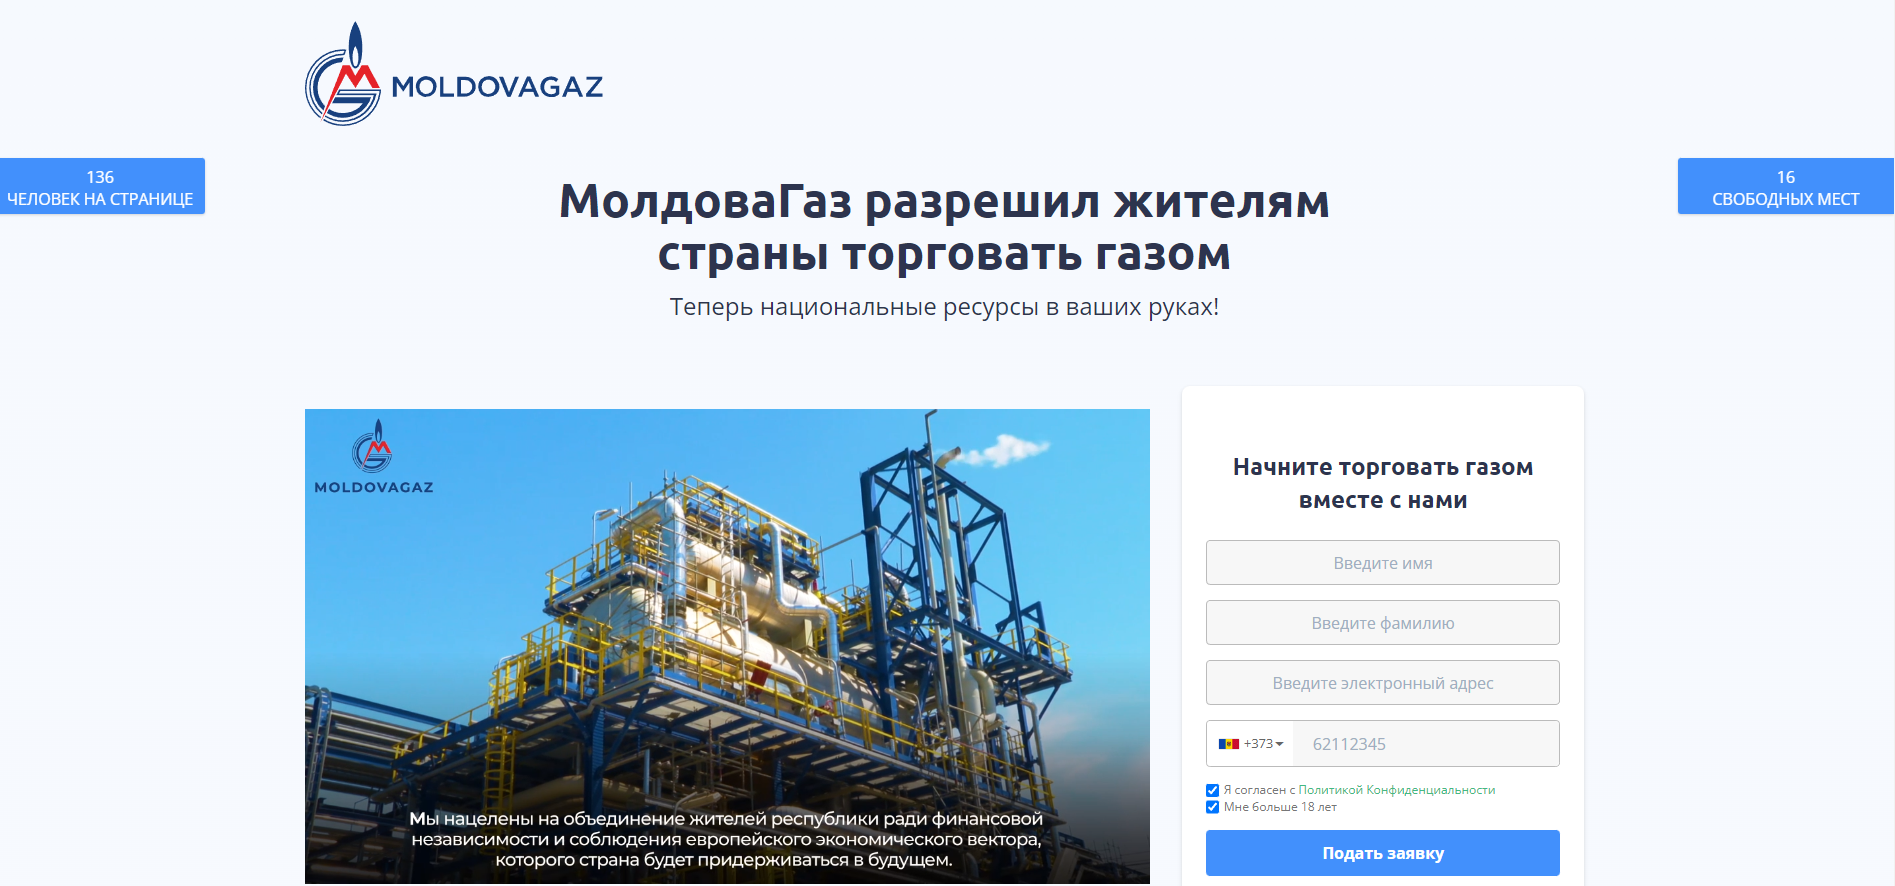 MOLDOVAGAZ
136
ЧЕЛОВЕК НА СТРАНИЦЕ
16
СВОБОДНЫХ МЕСТ
МолдоваГаз разрешил жителям
страны торговать газом
Теперь национальные ресурсы в ваших руках!
MOLDOVAGAZ
Мы нацелены на объединение жителей республики ради финансовой
независимости и соблюдения европейского экономического вектора,
которого страна будет придерживаться в будущем.
Начните торговать газом
вместе с нами
Введите имя
Введите фамилию
Введите электронный адрес
+373 62112345
Я согласен с Политикой Конфиденциальности
Мне больше 18 лет
Подать заявку